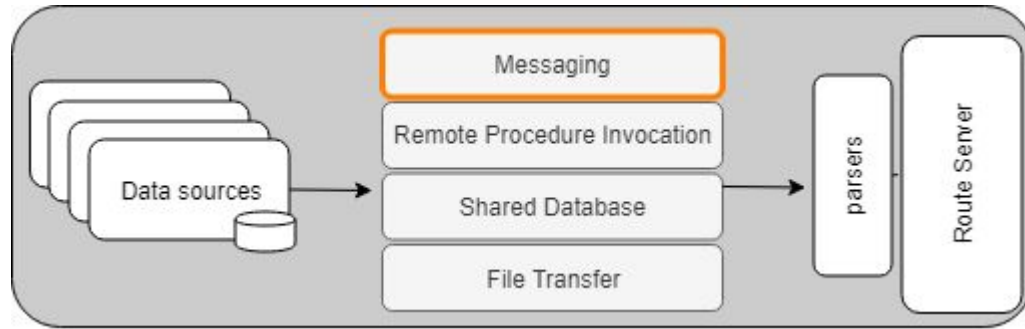 Data sources
Messaging
Remote Procedure Invocation
Shared Database
File Transfer
parsers
Route Server